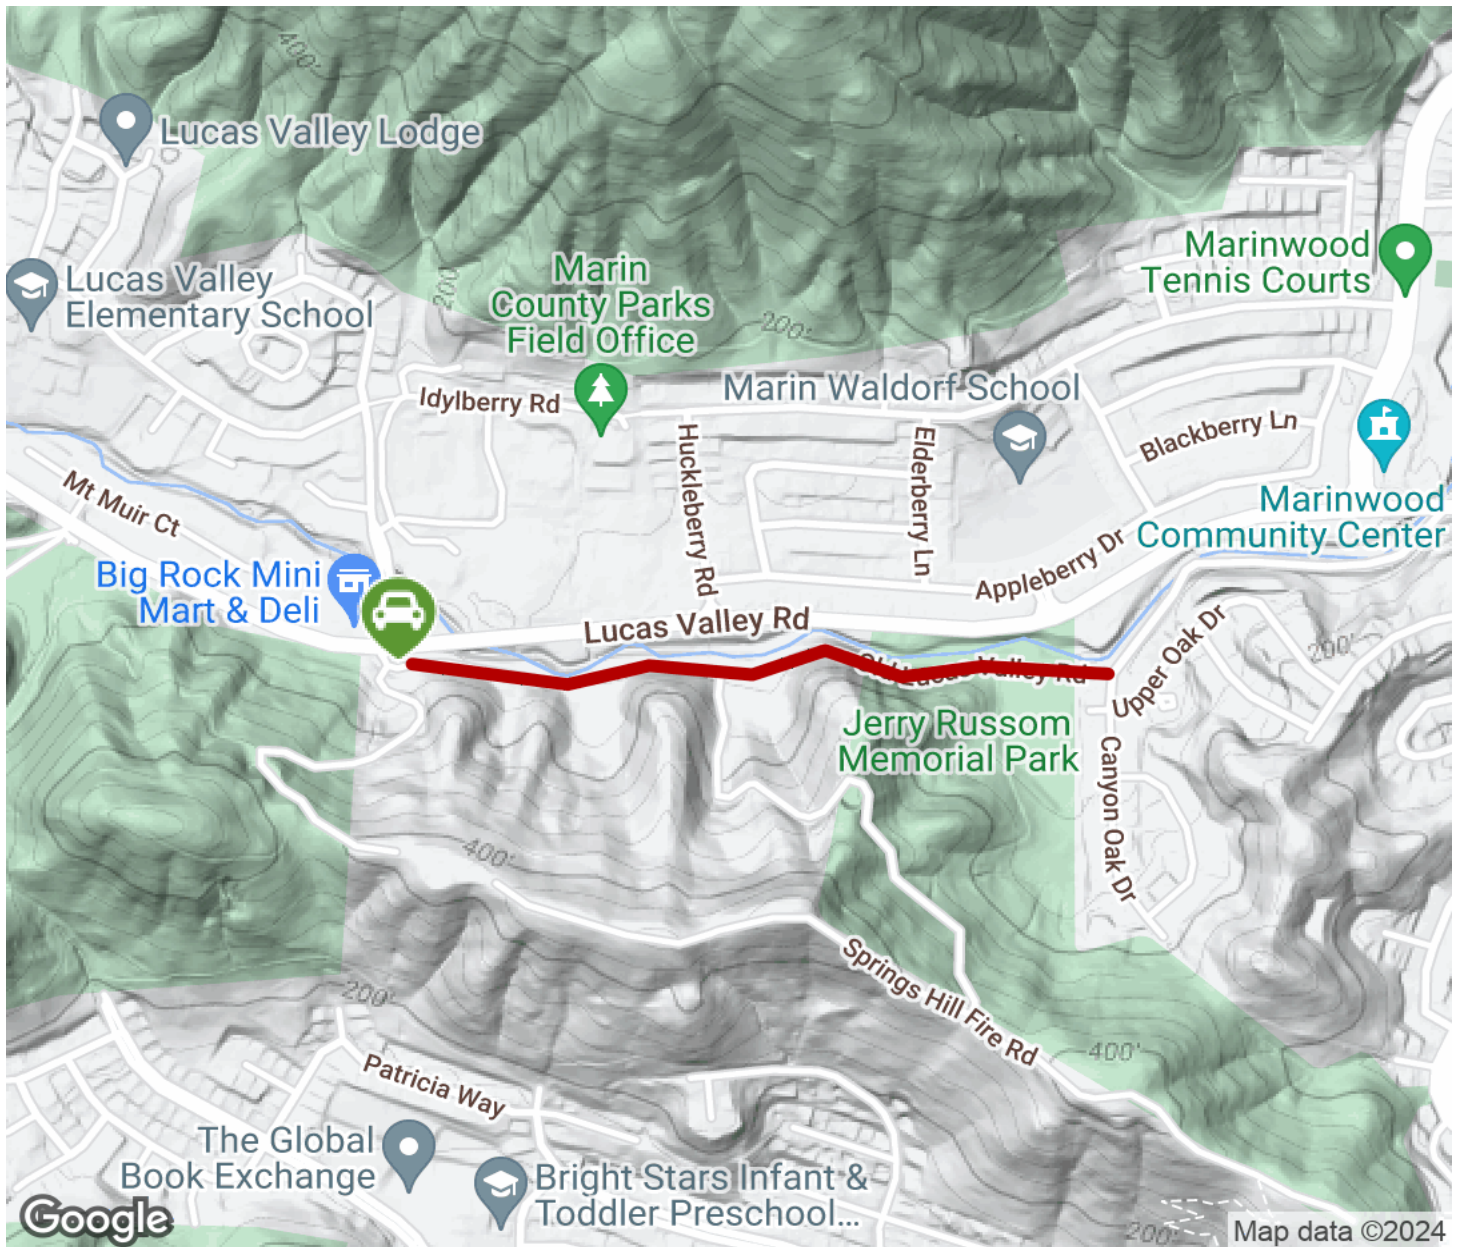 400'
Lucas Valley Lodge
Marinwood
Tennis Courts
Lucas Valley
Elementary School
200'
Marin
County Parks
Field Office
200'
Marin Waldorf School
Idylberry Rd
Huckleberry Rd
Elderberry Ln
Blackberry Ln
Mt Muir Ct
Marinwood
Community Center
Appleberry Dr
Big Rock Mini
Mart & Deli
Lucas Valley Rd
Old Lucas Valley Rd
Upper Oak Dr
200'
Jerry Russom
Memorial Park
Canyon Oak Dr
400'
Springs Hill Fire Rd
200'
400'
Patricia Way
The Global
Book Exchange
Bright Stars Infant &
Toddler Preschool...
Google
200'
Map data ©2024